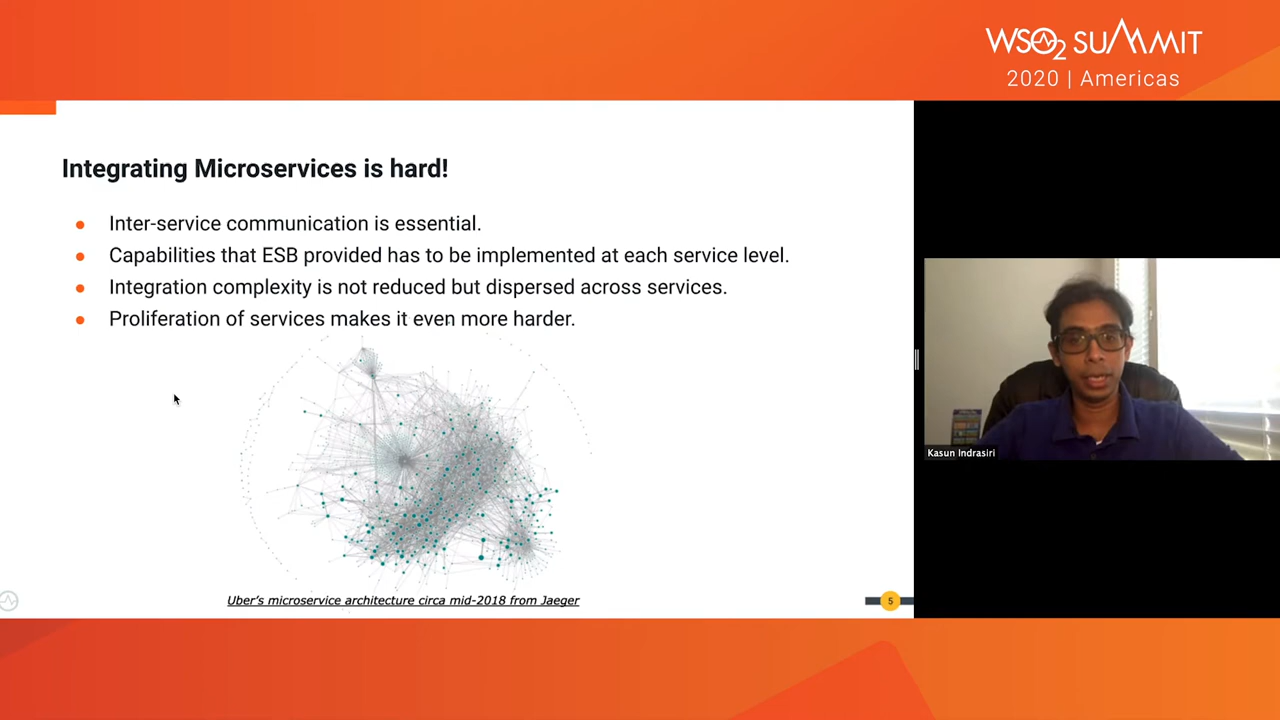 WSO2 SUMMIT
2020 | Americas
Integrating Microservices is hard!
Inter-service communication is essential.
Capabilities that ESB provided has to be implemented at each service level.
Integration complexity is not reduced but dispersed across services.
Proliferation of services makes it even more harder.
Kasun Indrasiri
Uber's microservice architecture circa mid-2018 from Jaeger
5